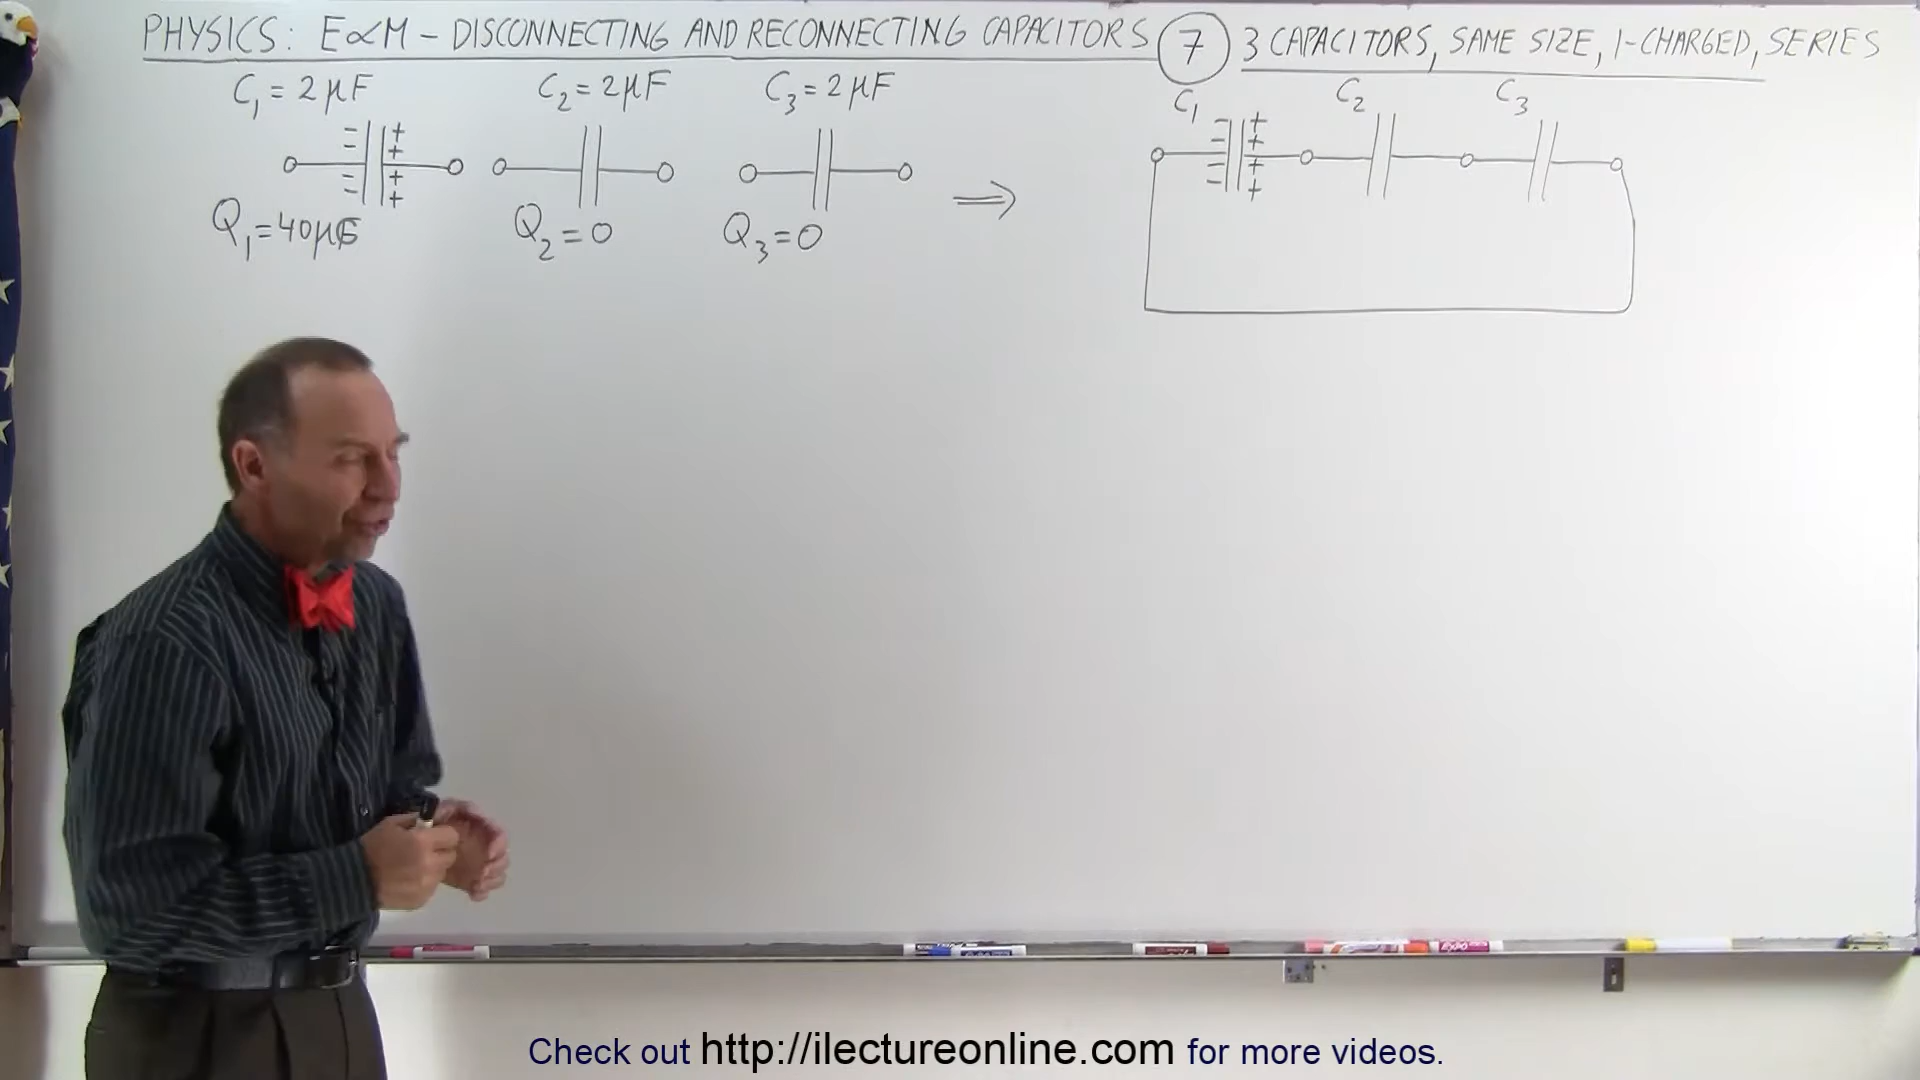 PHYSICS: E∝M – DISCONNECTING AND RECONNECTING CAPACITORS 7 3 CAPACITORS, SAME SIZE, 1-CHARGED, SERIES
C₁ = 2μF C₂ = 2μF C₃ = 2μF C₁ C₂ C₃
Q₁ = 40μC Q₂ = 0 Q₃ = 0 ⇒
EXPO
Check out http://ilectureonline.com for more videos.